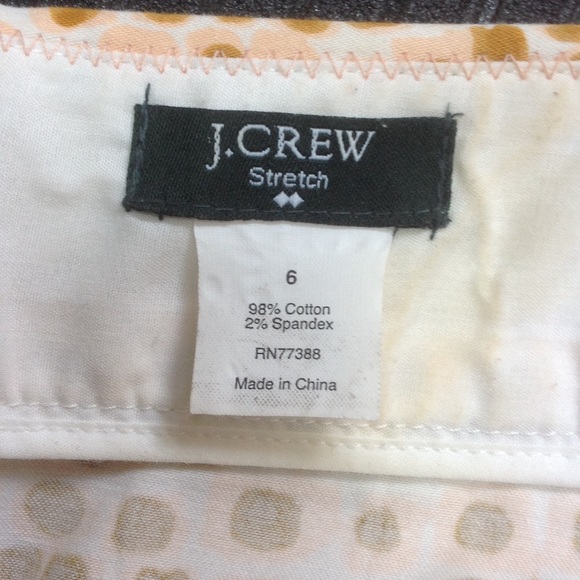 J.CREW
Stretch
6
98% Cotton
2% Spandex
RN77388
Made in China